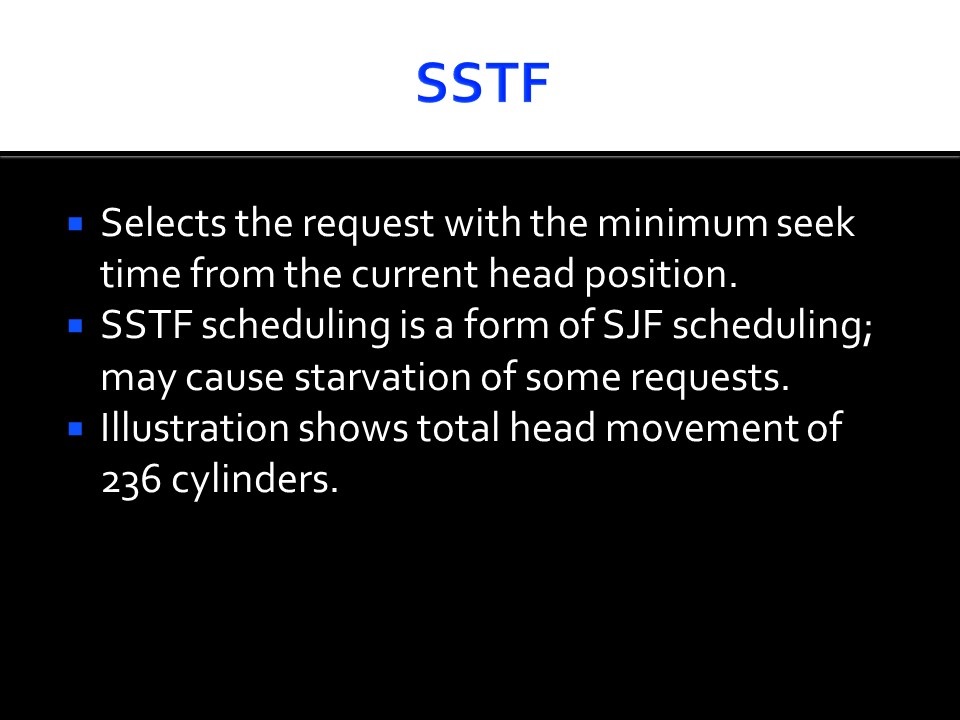 SSTF
▪ Selects the request with the minimum seek
time from the current head position.
▪ SSTF scheduling is a form of SJF scheduling;
may cause starvation of some requests.
▪ Illustration shows total head movement of
236 cylinders.